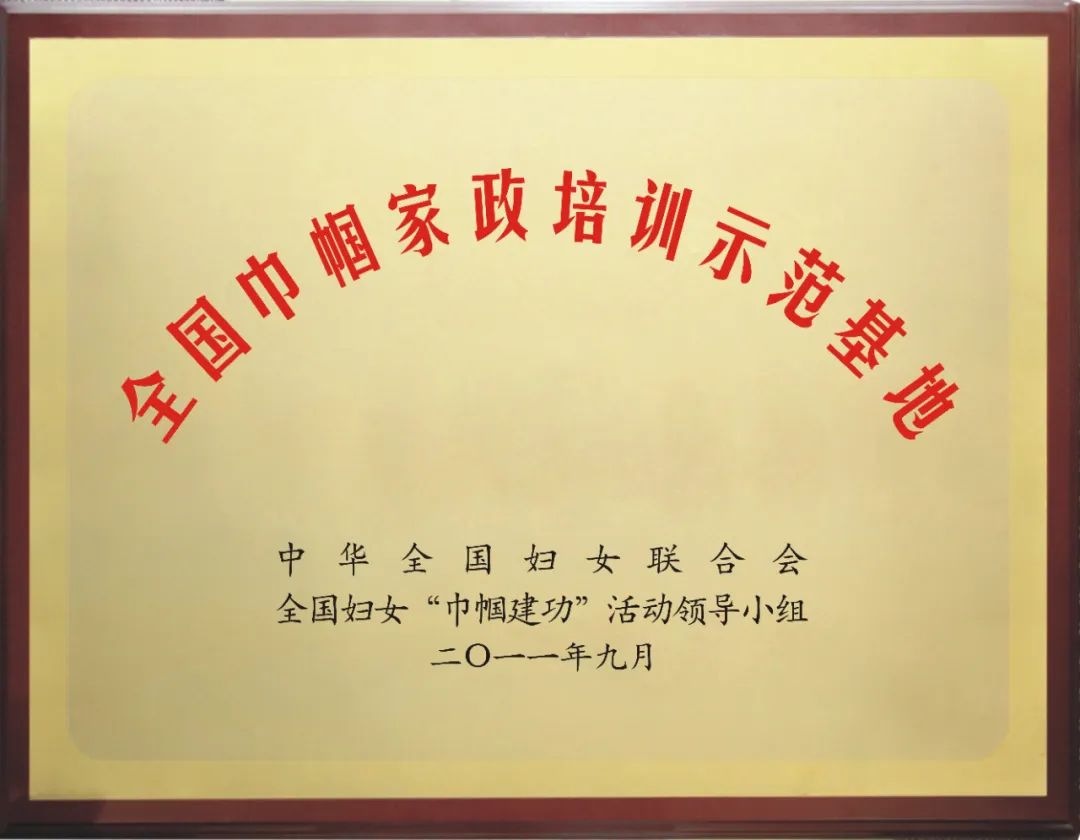 全国巾帼家政培训示范基地
中华全国妇女联合会
全国妇女“巾帼建功”活动领导小组
二〇一一年九月